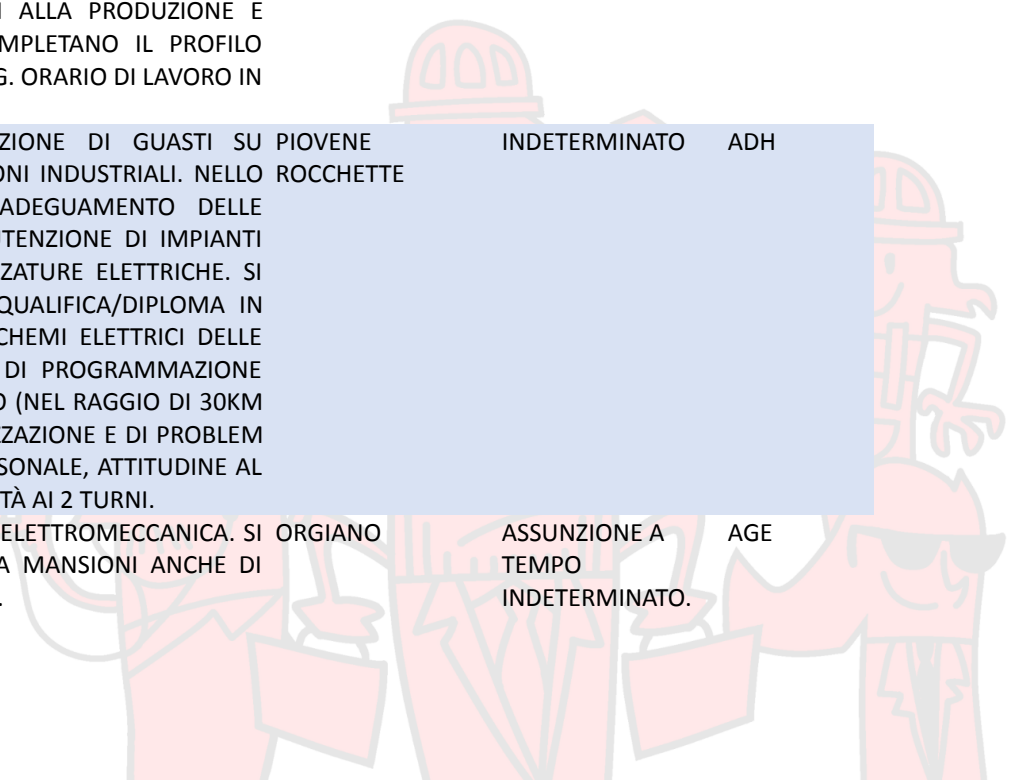 ALLA PRODUZIONE E
MPLETANO IL PROFILO
G. ORARIO DI LAVORO IN
ZIONE DI GUASTI SU PIOVENE INDETERMINATO ADH
ONI INDUSTRIALI. NELLO ROCCHETTE
ADEGUAMENTO DELLE
UTENZIONE DI IMPIANTI
ZATURE ELETTRICHE. SI
QUALIFICA/DIPLOMA IN
CHEMI ELETTRICI DELLE
DI PROGRAMMAZIONE
O (NEL RAGGIO DI 30KM
ZZAZIONE E DI PROBLEM
SONALE, ATTITUDINE AL
TÀ AI 2 TURNI.
ELETTROMECCANICA. SI ORGIANO ASSUNZIONE A AGE
A MANSIONI ANCHE DI TEMPO
. INDETERMINATO.